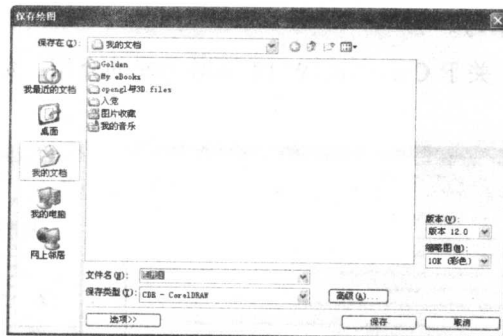 保存绘图
保存在(I):
我的文档
Golden
My eBooks
opengl与3D files
入党
图片收藏
我的音乐
我最近的文档
桌面
我的文档
我的电脑
网上邻居
版本(V):
版本 12.0
缩略图(B):
10K (彩色)
文件名(N):
保存类型(T):
CDR - CorelDRAW
高级(A)...
选项>>
保存
取消
关于